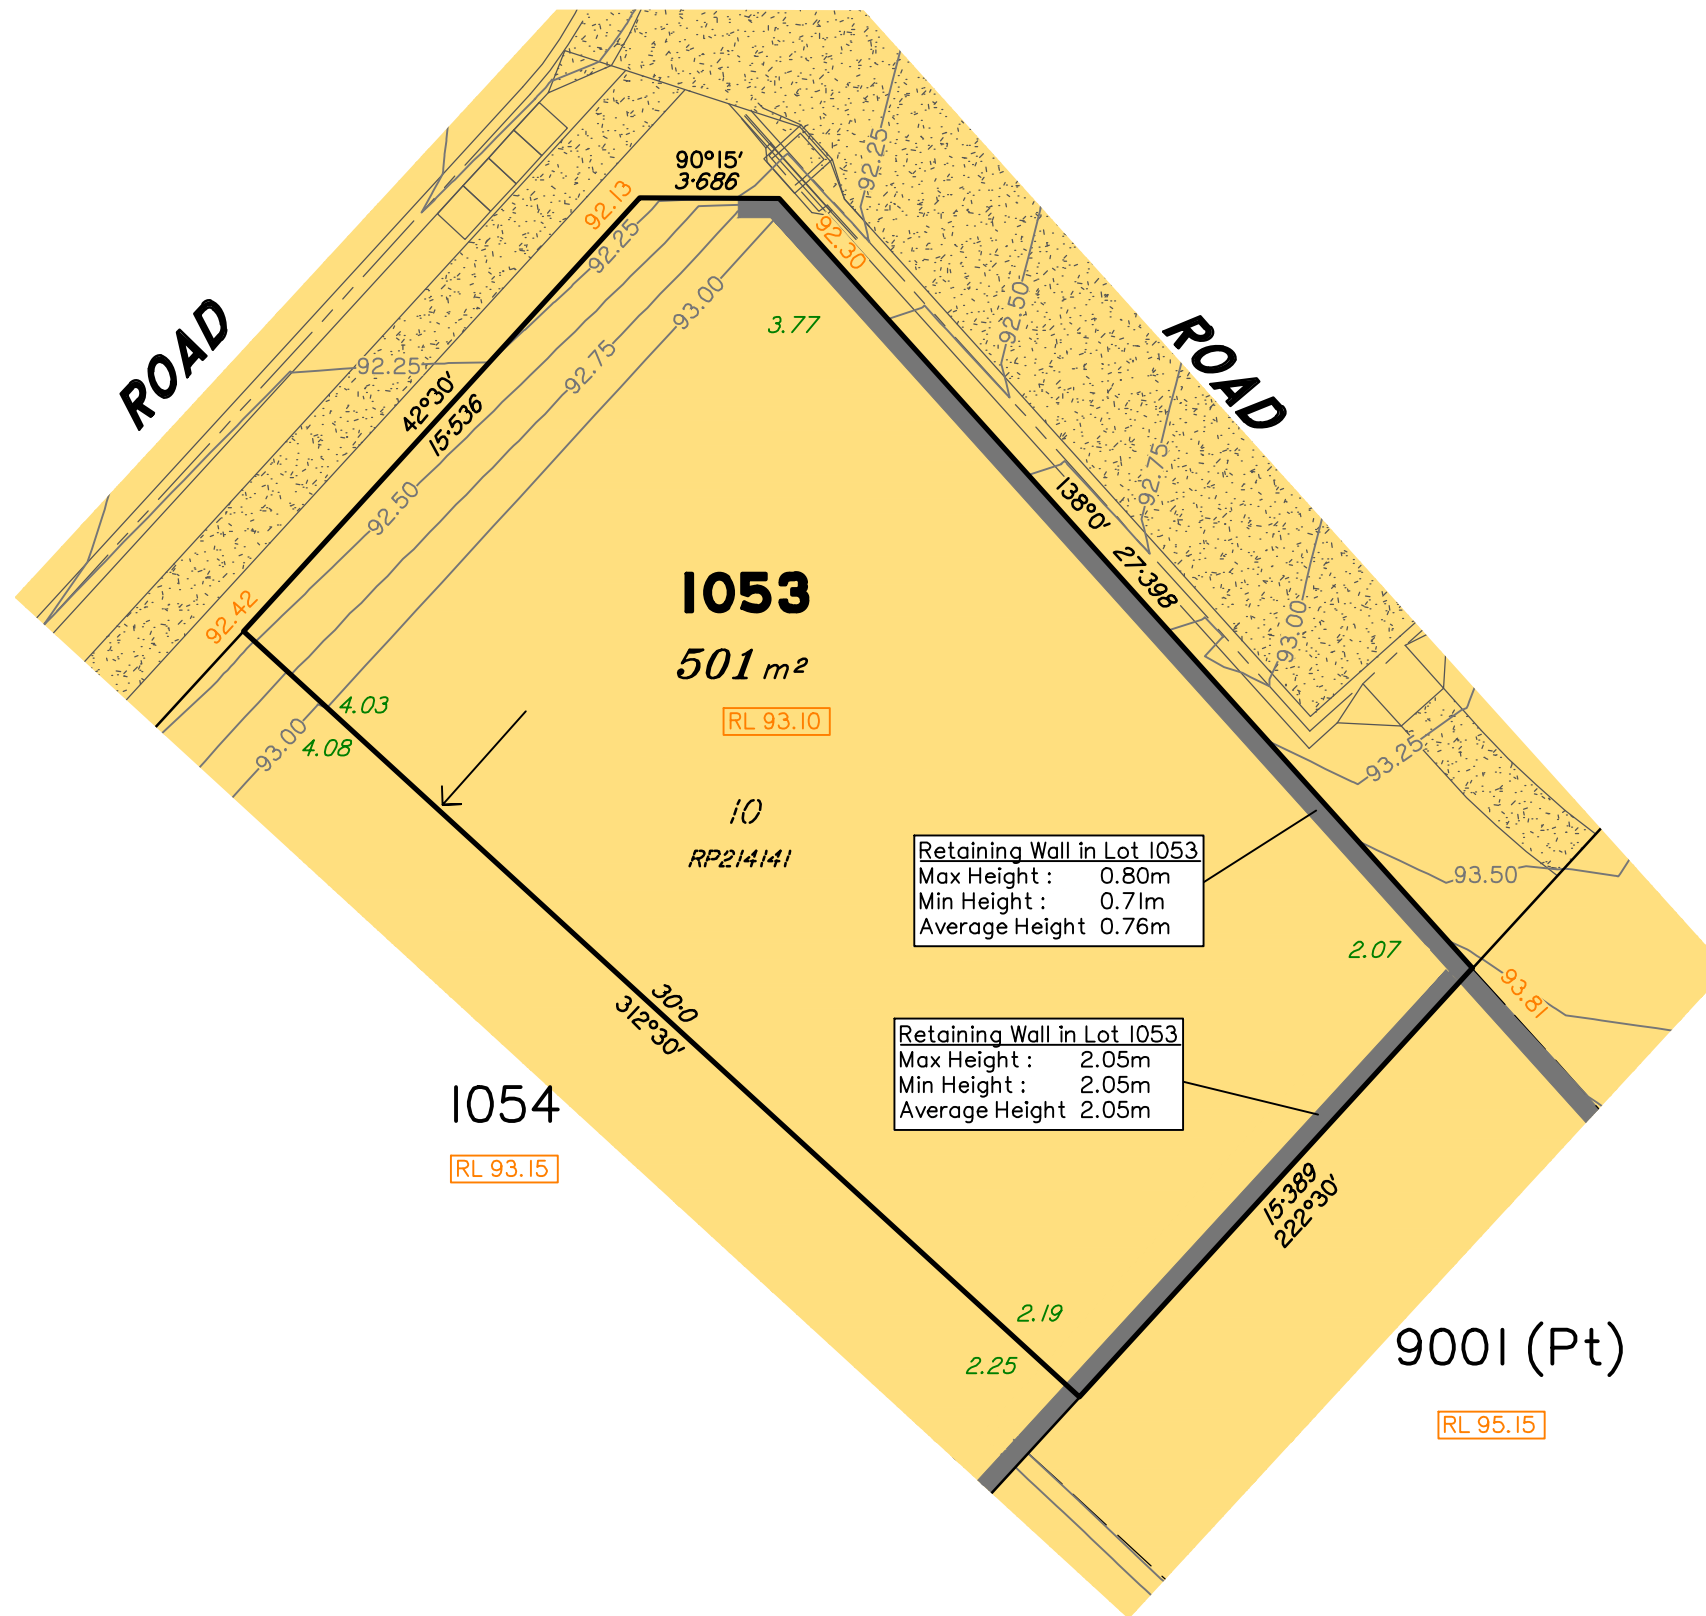 92.25
90°15'
3·686
92.13
92.30
92.25
93.00
92.50
ROAD
ROAD
3.77
92.25
92.75
42°30'
15·536
92.75
92.50
138°0'
27·398
1053
92.42
93.00
501 m²
4.03
RL 93.10
93.00
4.08
93.25
10
RP214141
Retaining Wall in Lot 1053
Max Height : 0.80m
Min Height : 0.71m
Average Height 0.76m
93.50
2.07
93.81
30·0
312°30'
Retaining Wall in Lot 1053
Max Height : 2.05m
Min Height : 2.05m
Average Height 2.05m
1054
RL 93.15
15·389
222°30'
2.19
2.25
9001 (Pt)
RL 95.15